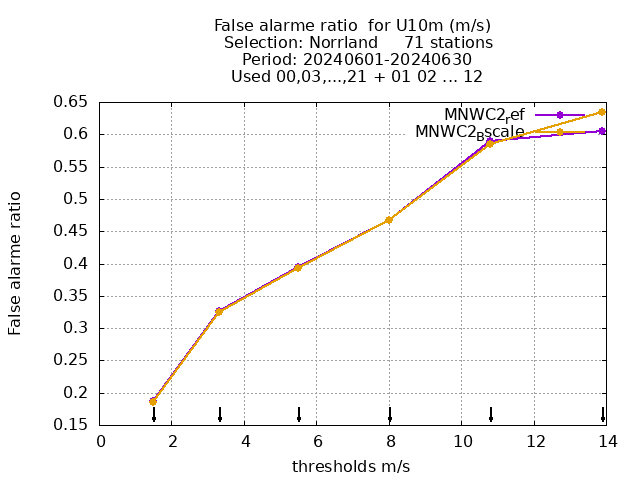 False alarme ratio  for U10m (m/s)
Selection: Norrland     71 stations
Period: 20240601-20240630
Used 00,03,...,21 + 01 02 ... 12
0.65
0.6
0.55
0.5
0.45
0.4
0.35
0.3
0.25
0.2
0.15
False alarme ratio
MNWC2ref
MNWC2Bscale
0 2 4 6 8 10 12 14
thresholds m/s